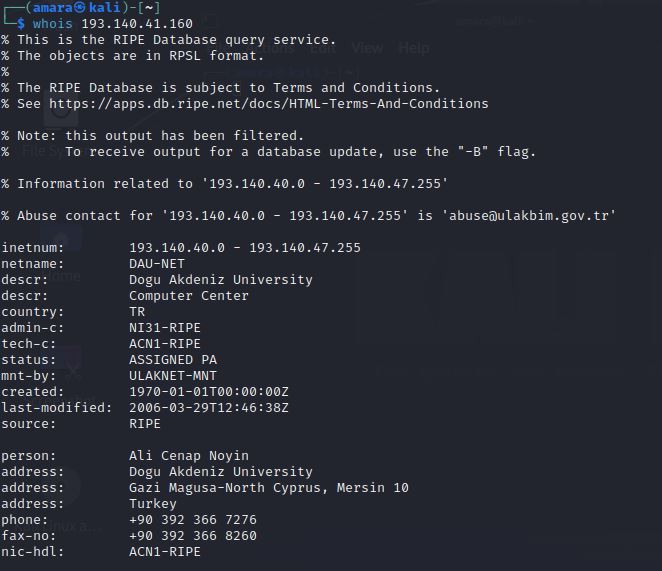 (amara㉿kali)-[~]
$ whois 193.140.41.160
% This is the RIPE Database query service.
% The objects are in RPSL format.
%
% The RIPE Database is subject to Terms and Conditions.
% See https://apps.db.ripe.net/docs/HTML-Terms-And-Conditions
% Note: this output has been filtered.
%       To receive output for a database update, use the "-B" flag.
% Information related to '193.140.40.0 - 193.140.47.255'
% Abuse contact for '193.140.40.0 - 193.140.47.255' is 'abuse@ulakbim.gov.tr'
inetnum:        193.140.40.0 - 193.140.47.255
netname:        DAU-NET
descr:          Dogu Akdeniz University
descr:          Computer Center
country:        TR
admin-c:        NI31-RIPE
tech-c:         ACN1-RIPE
status:         ASSIGNED PA
mnt-by:         ULAKNET-MNT
created:        1970-01-01T00:00:00Z
last-modified:  2006-03-29T12:46:38Z
source:         RIPE
person:         Ali Cenap Noyin
address:        Dogu Akdeniz University
address:        Gazi Magusa-North Cyprus, Mersin 10
address:        Turkey
phone:          +90 392 366 7276
fax-no:         +90 392 366 8260
nic-hdl:        ACN1-RIPE